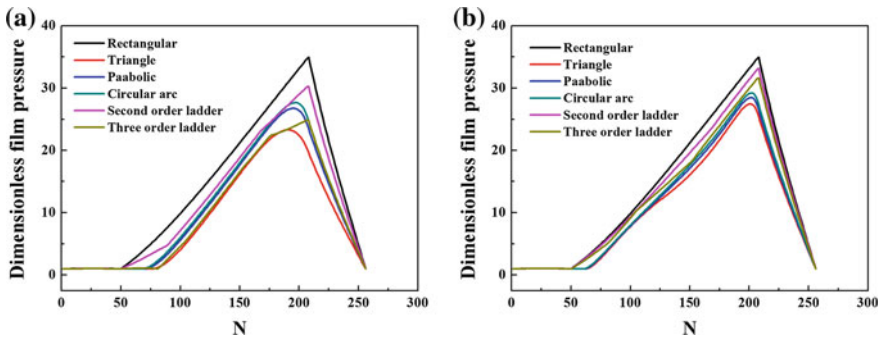 (a)
Dimensionless film pressure
40
30
20
10
0
Rectangular
Triangle
Paabolic
Circular arc
Second order ladder
Three order ladder
0 50 100 150 200 250 300
N
(b)
Dimensionless film pressure
40
30
20
10
0
Rectangular
Triangle
Paabolic
Circular arc
Second order ladder
Three order ladder
0 50 100 150 200 250 300
N